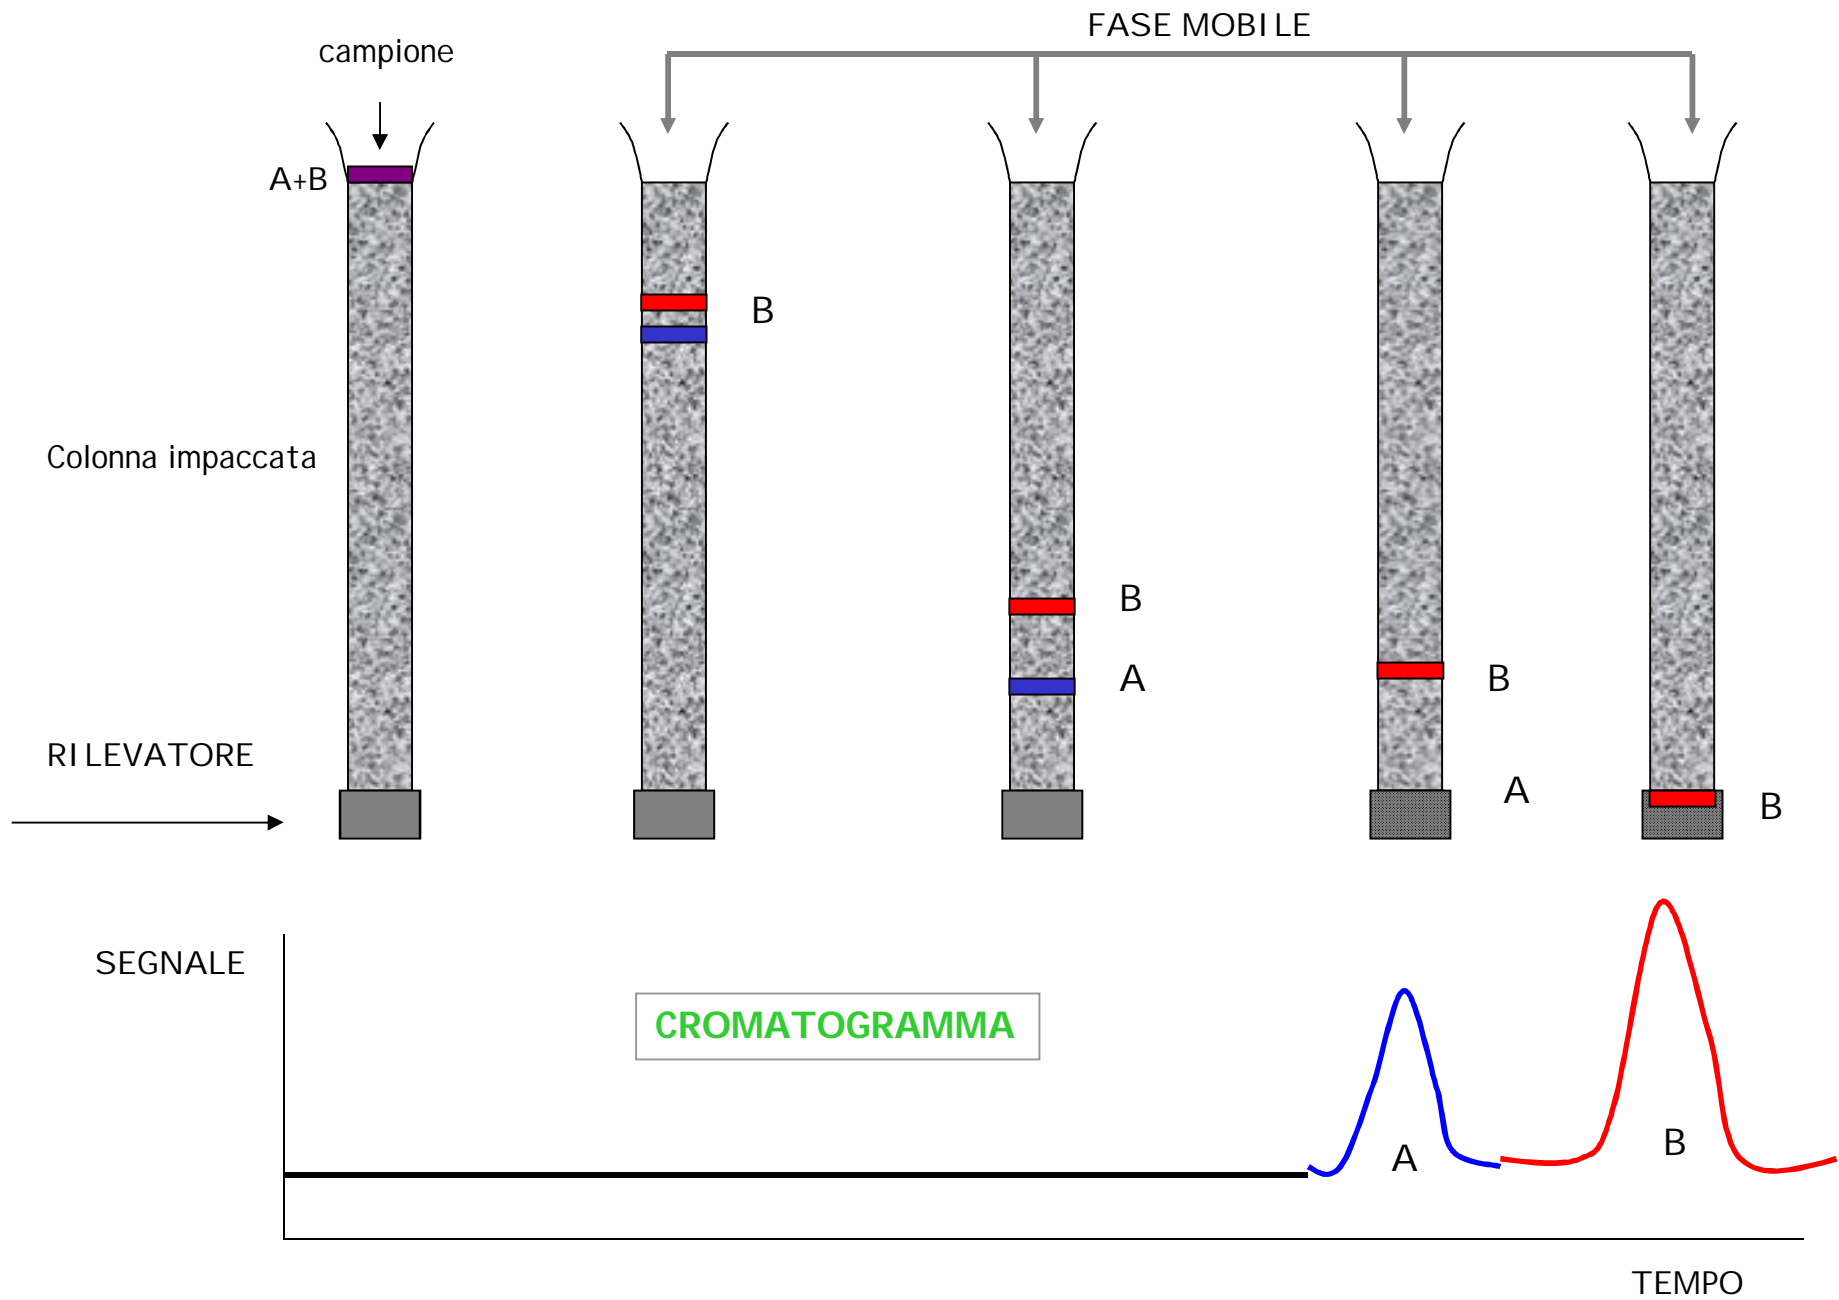 FASE MOBILE
campione
A+B
B
Colonna impaccata
B
A
B
RILEVATORE
A
B
SEGNALE
CROMATOGRAMMA
A
B
TEMPO